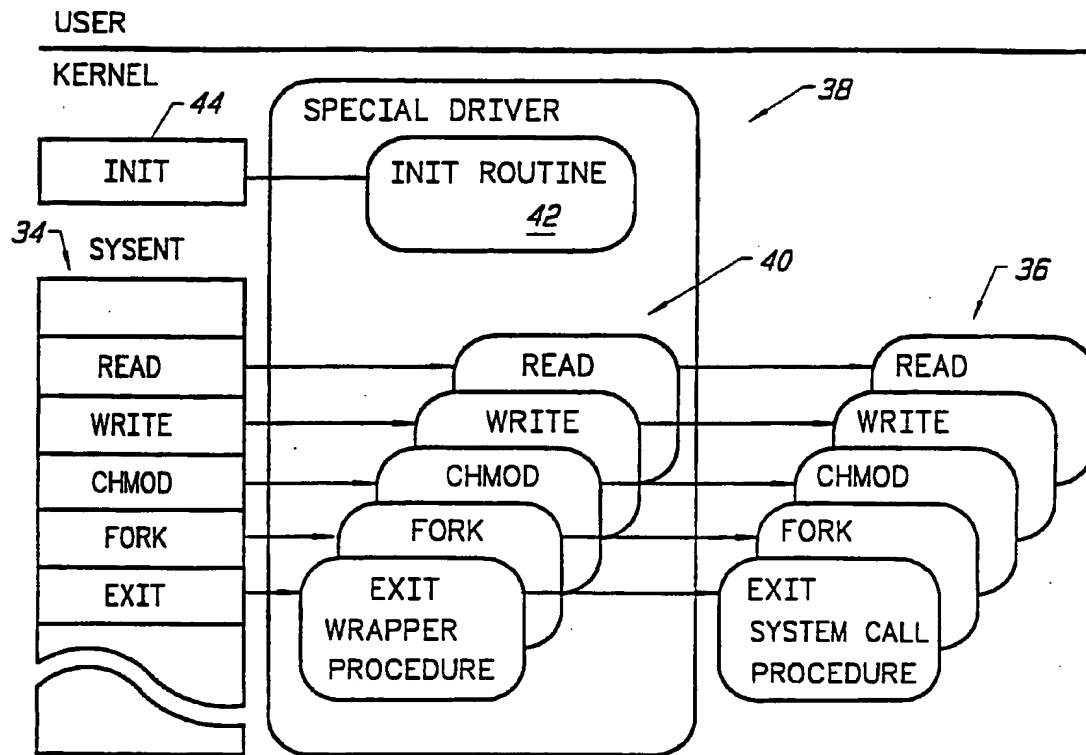 USER
KERNEL
44
INIT
SPECIAL DRIVER
INIT ROUTINE
42
38
34
SYSENT
40
36
READ
WRITE
CHMOD
FORK
EXIT
READ
WRITE
CHMOD
FORK
EXIT
WRAPPER
PROCEDURE
READ
WRITE
CHMOD
FORK
EXIT
SYSTEM CALL
PROCEDURE